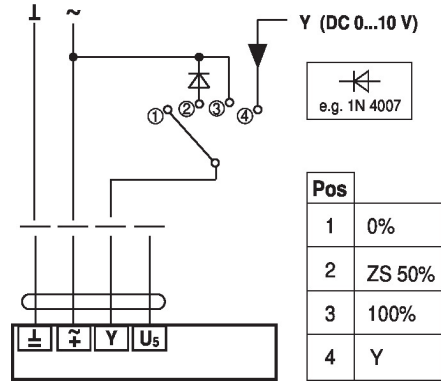 ⊥ ~
Y (DC 0...10 V)
① ② ③ ④
e.g. 1N 4007
Pos
1 0%
2 ZS 50%
3 100%
4 Y
⊥ ~+ Y U5